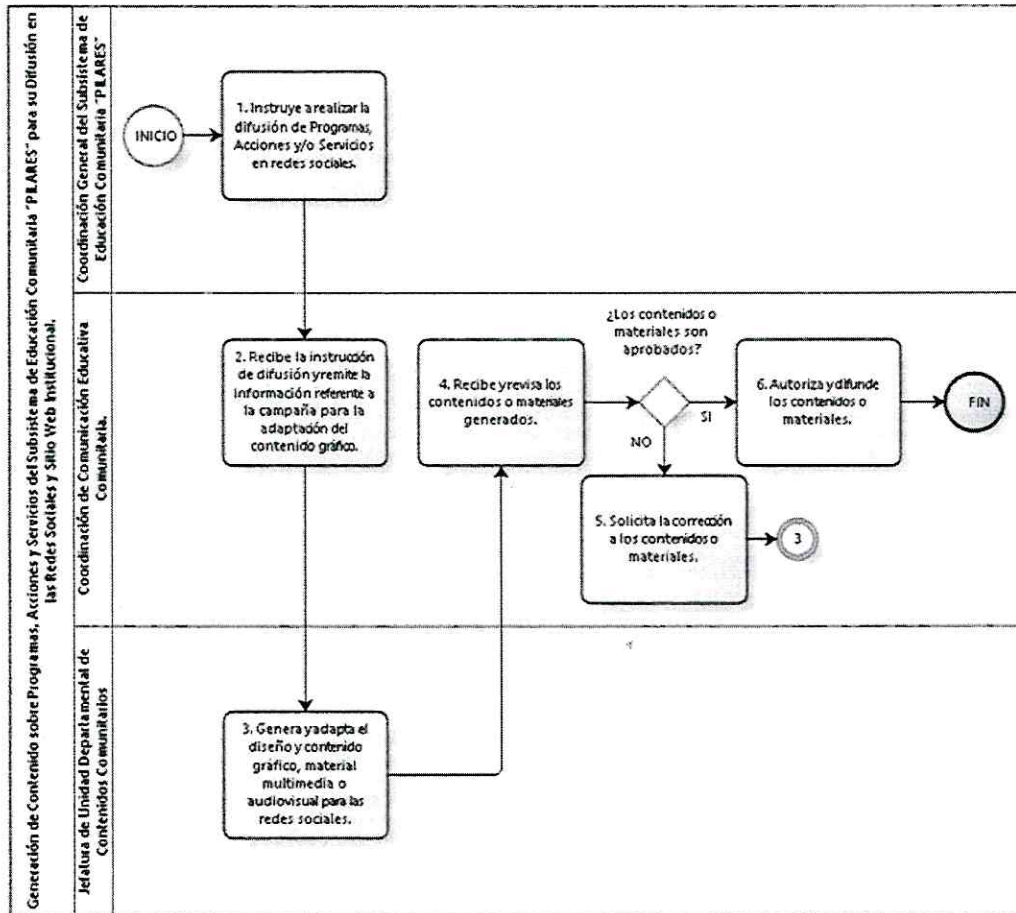 Generación de Contenido sobre Programas, Acciones y Servicios del Subsistema de Educación Comunitaria "PILARES" para su Difusión en
las Redes Sociales y Sitio Web Institucional.
Coordinación General del Subsistema de
Educación Comunitaria "PILARES"
INICIO
1. Instruye a realizar la
difusión de Programas,
Acciones y/o Servicios
en redes sociales.
Coordinación de Comunicación Educativa
Comunitaria.
2. Recibe la instrucción
de difusión y remite la
información referente a
la campaña para la
adaptación del
contenido gráfico.
4. Recibe y revisa los
contenidos o materiales
generados.
¿Los contenidos o
materiales son
aprobados?
SI
NO
6. Autoriza y difunde
los contenidos o
materiales.
FIN
5. Solicita la corrección
a los contenidos o
materiales.
3
Jefatura de Unidad Departamental de
Contenidos Comunitarios
3. Genera y adapta el
diseño y contenido
gráfico, material
multimedia o
audiovisual para las
redes sociales.